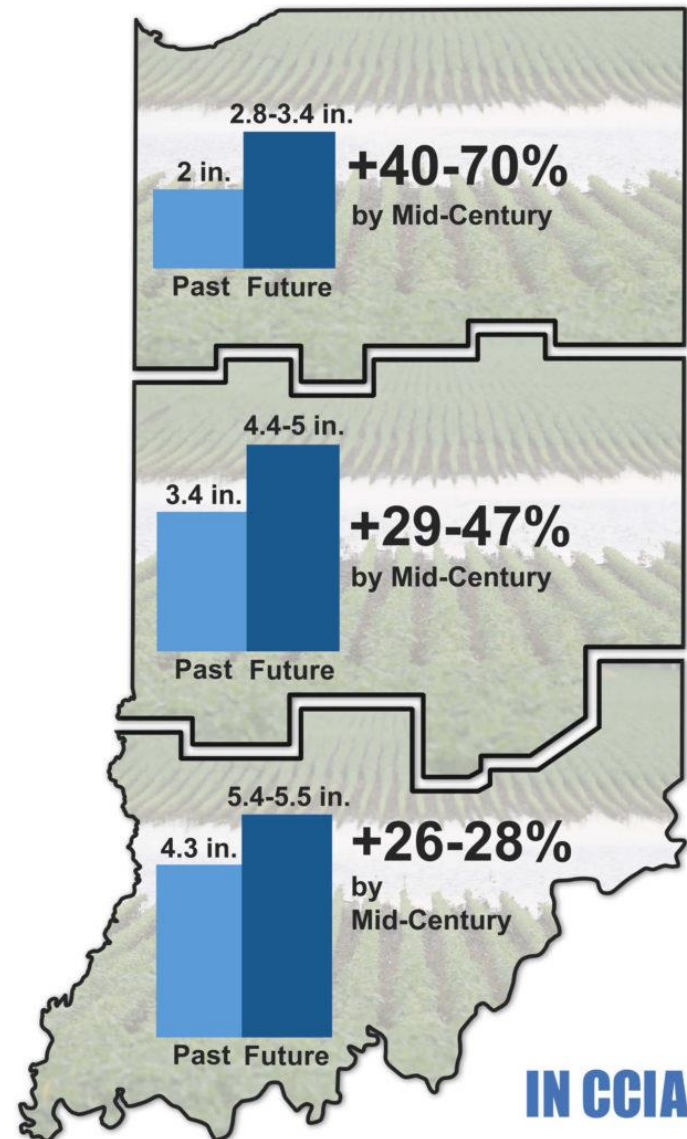 2.8-3.4 in.
2 in.
+40-70%
by Mid-Century
Past Future
4.4-5 in.
3.4 in.
+29-47%
by Mid-Century
Past Future
5.4-5.5 in.
4.3 in.
+26-28%
by
Mid-Century
Past Future
IN CCIA